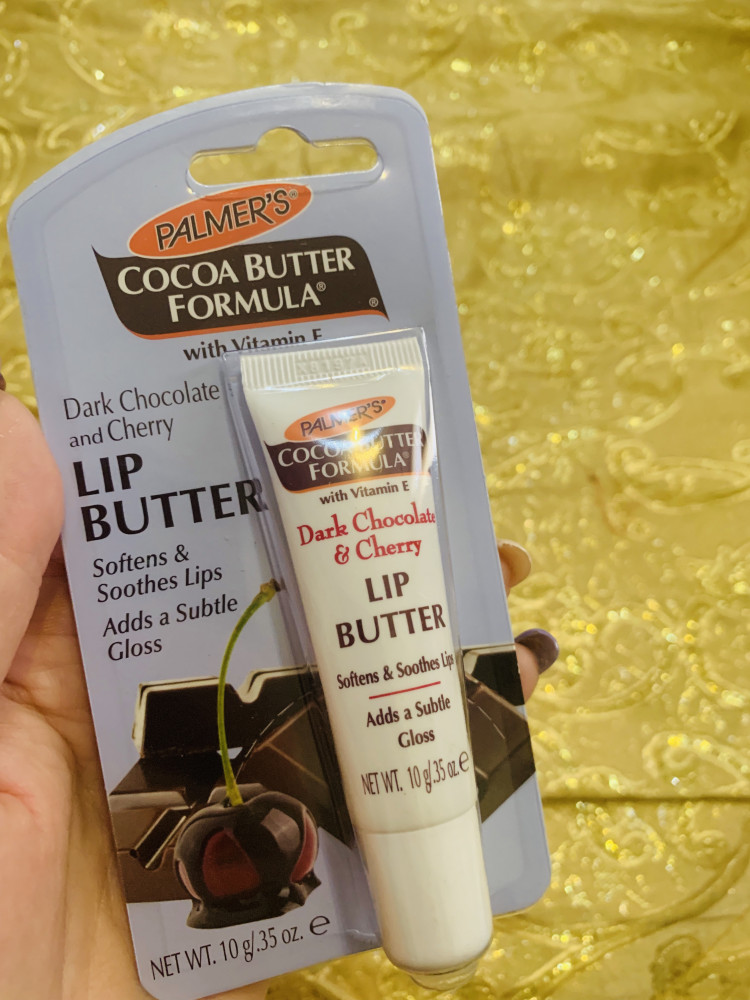 PALMER'S®
COCOA BUTTER
FORMULA®
®
with Vitamin E
Dark Chocolate
and Cherry
LIP
BUTTER
Softens &
Soothes Lips
Adds a Subtle
Gloss
NET WT. 10 g/.35 oz. e
PALMER'S®
COCOA BUTTER
FORMULA®
with Vitamin E
Dark Chocolate
& Cherry
LIP
BUTTER
Softens & Soothes Lips
Adds a Subtle
Gloss
NET WT. 10 g/.35 oz. e